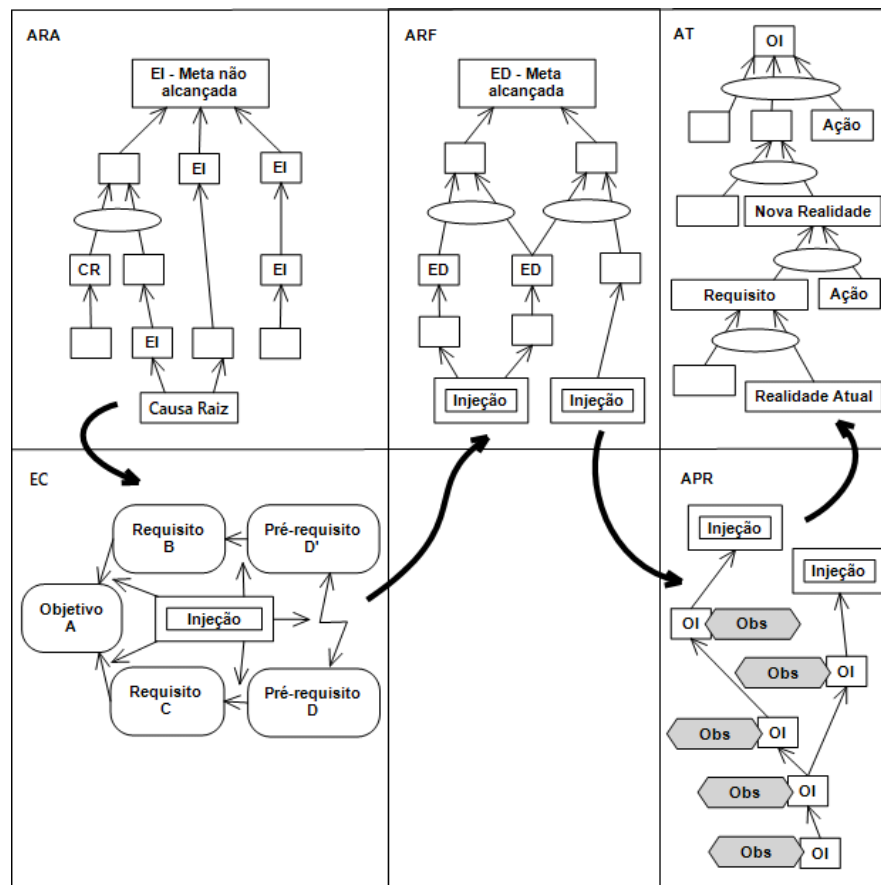 ARA
EI - Meta não
alcançada
EI
EI
CR
EI
EI
Causa Raiz
ARF
ED - Meta
alcançada
ED
ED
Injeção
Injeção
AT
OI
Ação
Nova Realidade
Requisito
Ação
Realidade Atual
EC
Requisito
B
Pré-requisito
D'
Objetivo
A
Injeção
Requisito
C
Pré-requisito
D
APR
Injeção
Injeção
OI
Obs
Obs
OI
Obs
OI
Obs
OI
Obs
OI